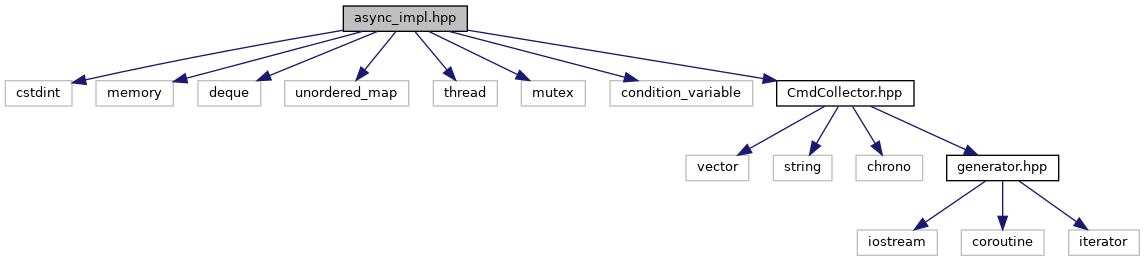 async_impl.hpp
cstdint
memory
deque
unordered_map
thread
mutex
condition_variable
CmdCollector.hpp
vector
string
chrono
generator.hpp
iostream
coroutine
iterator